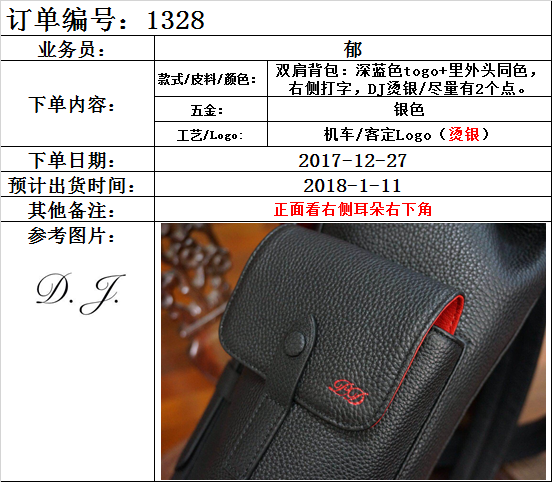 订单编号：1328
业务员： 郁
下单内容： 款式/皮料/颜色： 双肩背包：深蓝色togo+里外头同色，
右侧打字，DJ烫银/尽量有2个点。
五金： 银色
工艺/Logo: 机车/客定Logo（烫银）
下单日期： 2017-12-27
预计出货时间： 2018-1-11
其他备注： 正面看右侧耳朵右下角
参考图片：
D. J.